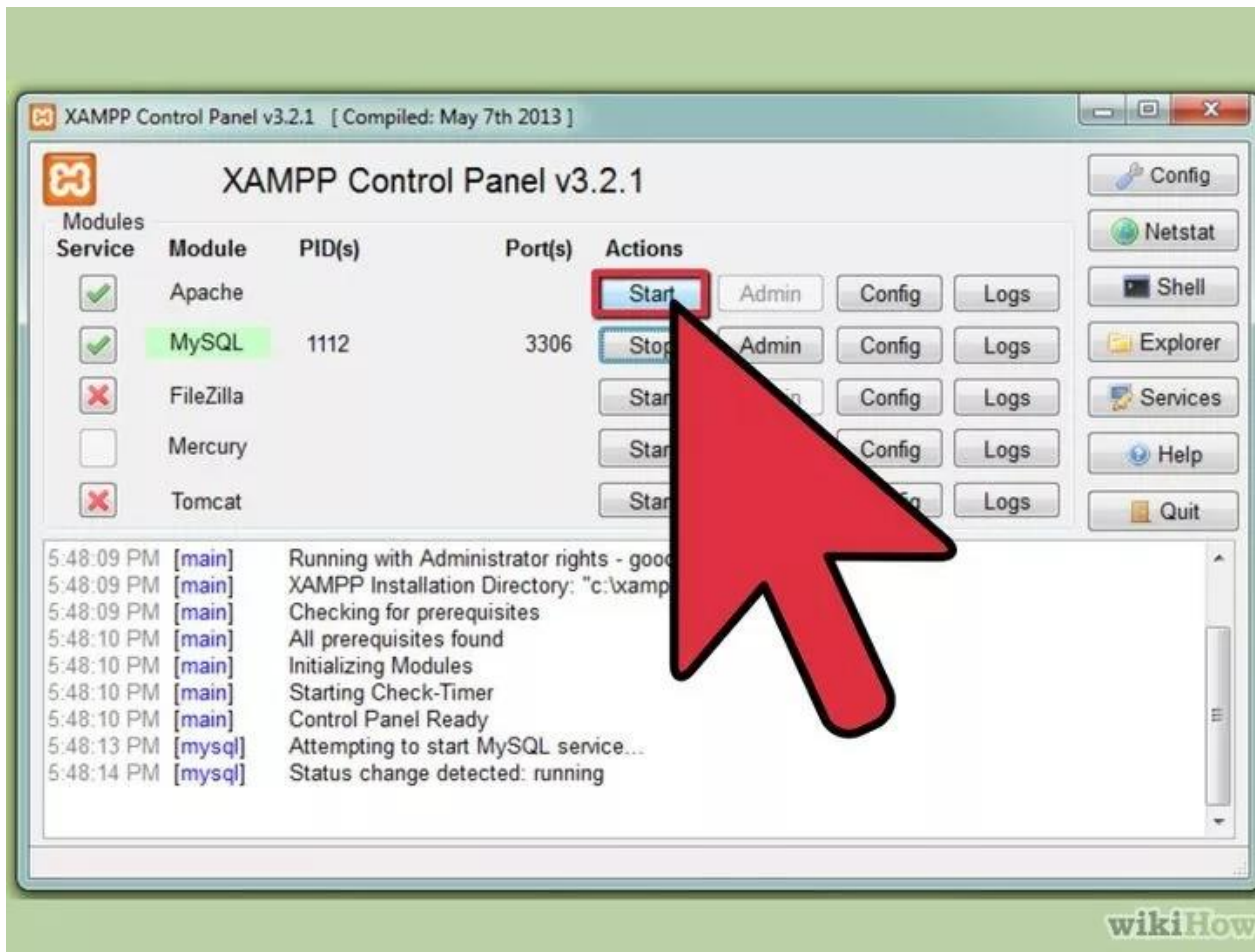 XAMPP Control Panel v3.2.1 [ Compiled: May 7th 2013 ]
XAMPP Control Panel v3.2.1
Modules
Service Module PID(s) Port(s) Actions
Apache Start Admin Config Logs
MySQL 1112 3306 Stop Admin Config Logs
FileZilla Start Config Logs
Mercury Start Config Logs
Tomcat Start Logs
Config
Netstat
Shell
Explorer
Services
Help
Quit
5:48:09 PM [main] Running with Administrator rights - good
5:48:09 PM [main] XAMPP Installation Directory: "c:\xamp
5:48:09 PM [main] Checking for prerequisites
5:48:10 PM [main] All prerequisites found
5:48:10 PM [main] Initializing Modules
5:48:10 PM [main] Starting Check-Timer
5:48:10 PM [main] Control Panel Ready
5:48:13 PM [mysql] Attempting to start MySQL service...
5:48:14 PM [mysql] Status change detected: running
wikiHow